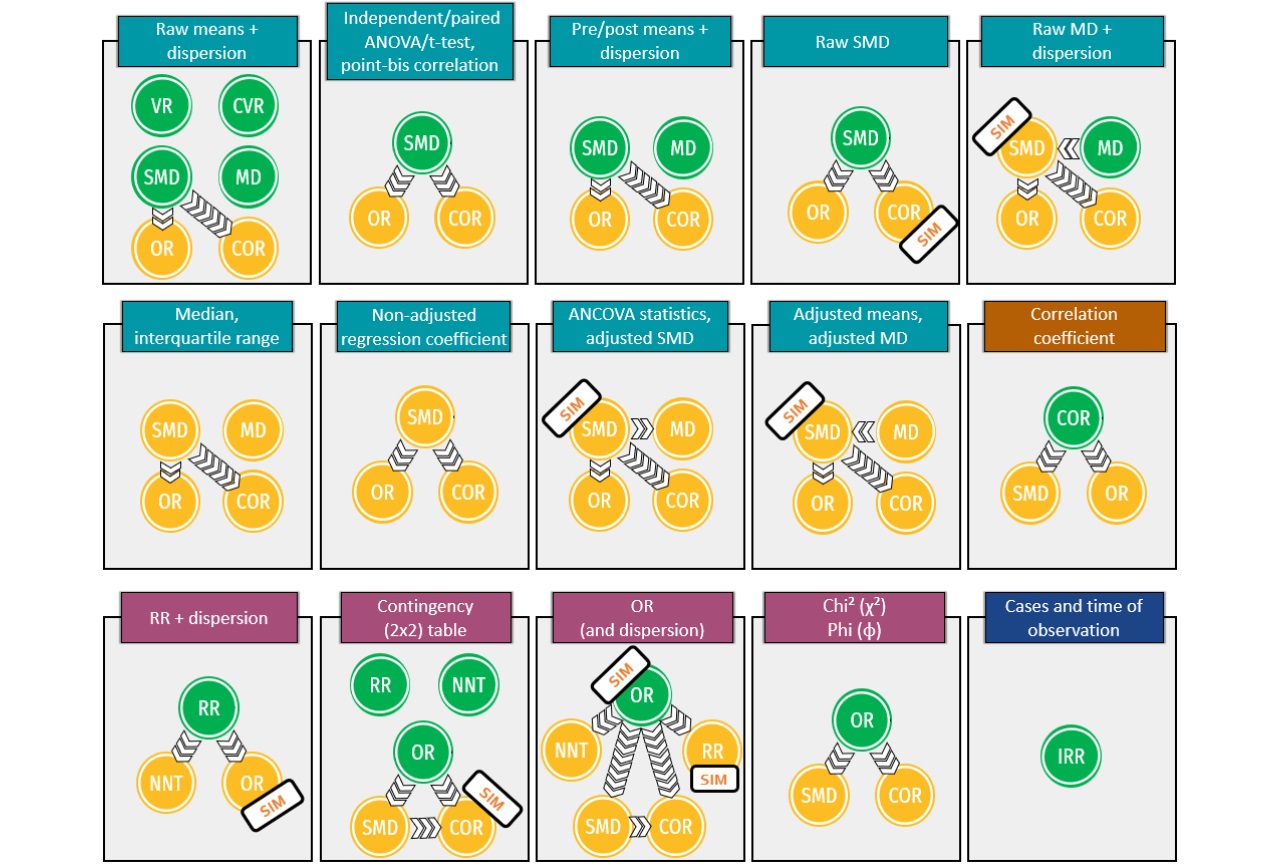 Raw means +
dispersion
VR
CVR
SMD
MD
OR
COR
Independent/paired
ANOVA/t-test,
point-bis correlation
SMD
OR
COR
Pre/post means +
dispersion
SMD
MD
OR
COR
Raw SMD
SMD
OR
COR
SIM
Raw MD +
dispersion
SIM
SMD
MD
OR
COR
Median,
interquartile range
SMD
MD
OR
COR
Non-adjusted
regression coefficient
SMD
OR
COR
ANCOVA statistics,
adjusted SMD
SIM
SMD
MD
OR
COR
Adjusted means,
adjusted MD
SIM
SMD
MD
OR
COR
Correlation
coefficient
COR
SMD
OR
RR + dispersion
RR
NNT
OR
SIM
Contingency
(2x2) table
RR
NNT
OR
SIM
SMD
COR
OR
(and dispersion)
SIM
OR
NNT
RR
SIM
SMD
COR
Chi² (χ²)
Phi (ϕ)
OR
SMD
COR
Cases and time of
observation
IRR